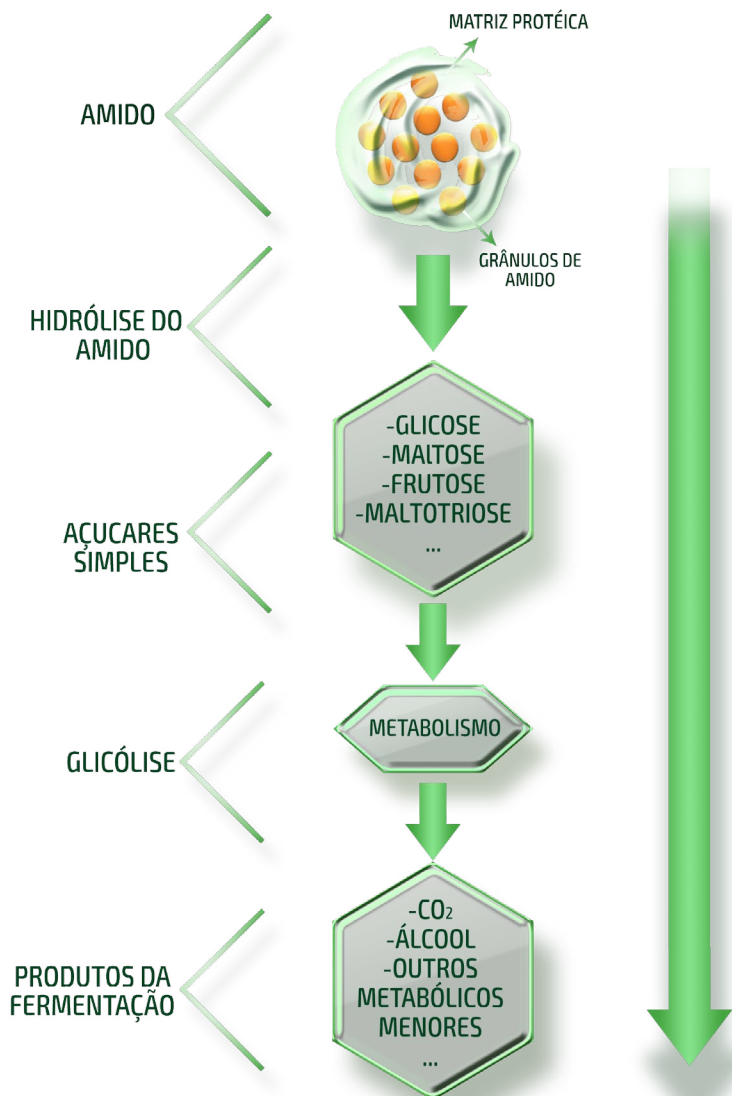 MATRIZ PROTÉICA
AMIDO
GRÂNULOS DE
AMIDO
HIDRÓLISE DO
AMIDO
-GLICOSE
-MAlTOSE
-FRUTOSE
-MALTOTRIOSE
...
AÇUCARES
SIMPLES
METABOLISMO
GLICÓLISE
-CO₂
-ÁLCOOL
-OUTROS
METABÓLICOS
MENORES
...
PRODUTOS DA
FERMENTAÇÃO